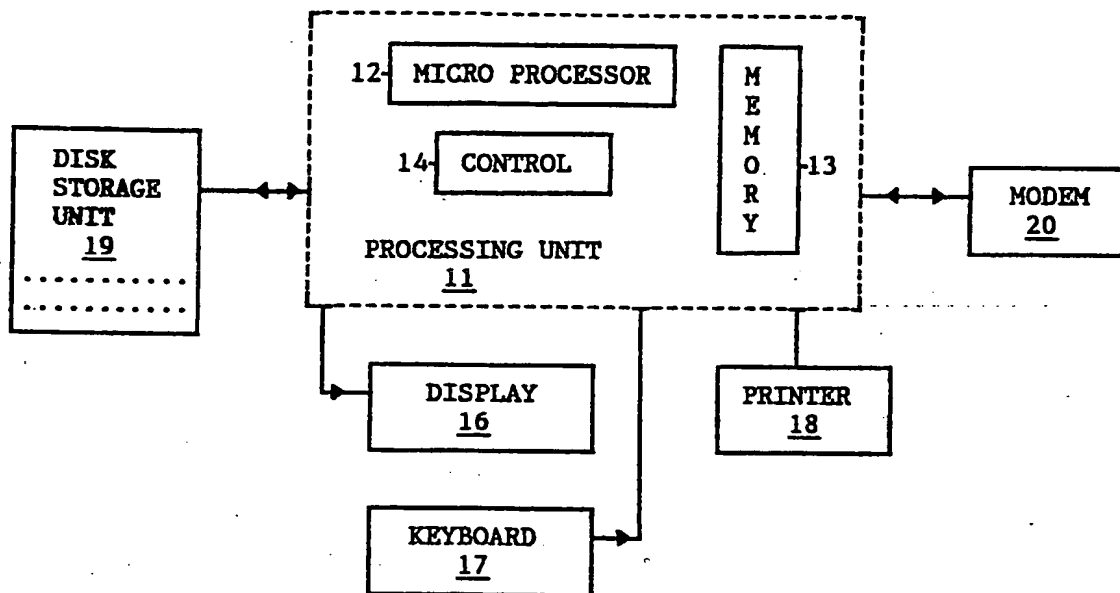 12
MICRO PROCESSOR
MEMORY
13
14
CONTROL
PROCESSING UNIT
11
DISK
STORAGE
UNIT
19
MODEM
20
DISPLAY
16
PRINTER
18
KEYBOARD
17